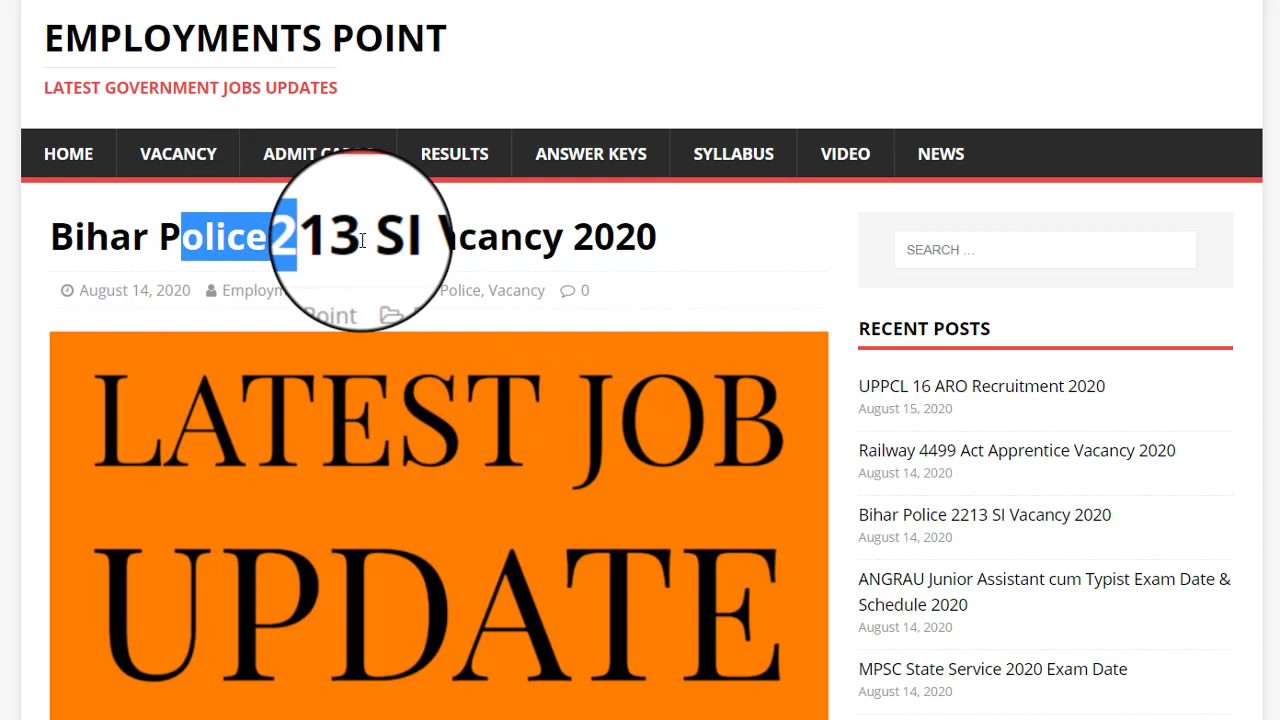 EMPLOYMENTS POINT
LATEST GOVERNMENT JOBS UPDATES
HOME VACANCY ADMIT RESULTS ANSWER KEYS SYLLABUS VIDEO NEWS
Bihar Police 213 SI Vacancy 2020
August 14, 2020 Employm Point Police, Vacancy 0
LATEST JOB
UPDATE
SEARCH …
RECENT POSTS
UPPCL 16 ARO Recruitment 2020
August 15, 2020
Railway 4499 Act Apprentice Vacancy 2020
August 14, 2020
Bihar Police 2213 SI Vacancy 2020
August 14, 2020
ANGRAU Junior Assistant cum Typist Exam Date &
Schedule 2020
August 14, 2020
MPSC State Service 2020 Exam Date
August 14, 2020